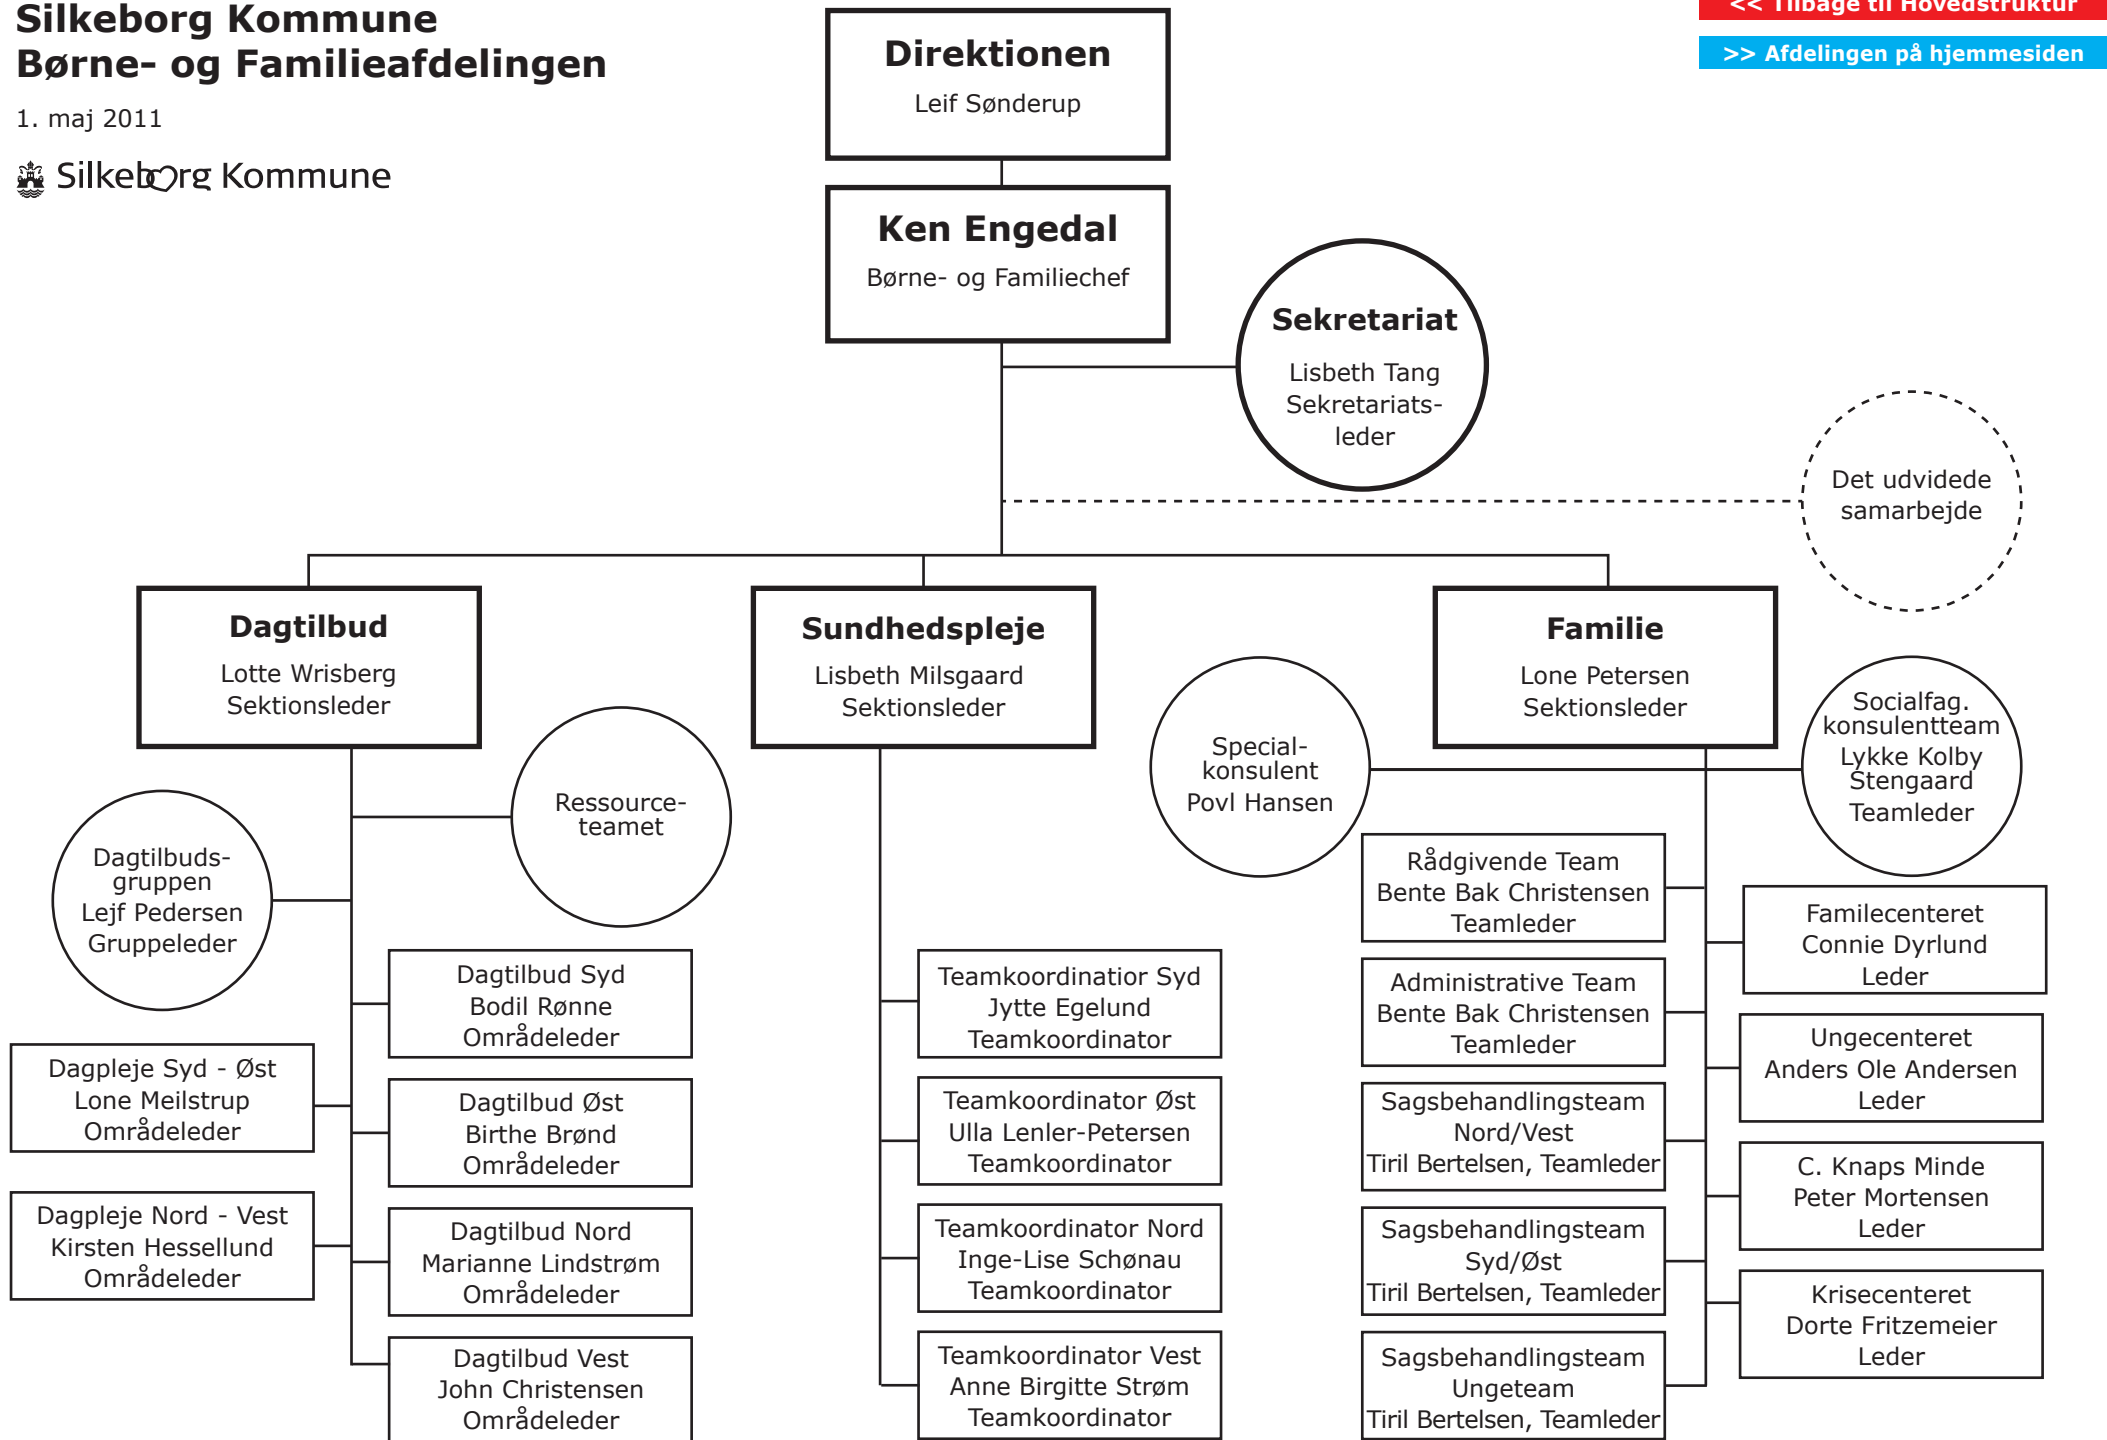 Silkeborg Kommune
Børne- og Familieafdelingen
1. maj 2011
Silkeborg Kommune
<< Tilbage til Hovedstruktur
>> Afdelingen på hjemmesiden
Direktionen
Leif Sønderup
Ken Engedal
Børne- og Familiechef
Sekretariat
Lisbeth Tang
Sekretariats-
leder
Det udvidede
samarbejde
Dagtilbud
Lotte Wrisberg
Sektionsleder
Sundhedspleje
Lisbeth Milsgaard
Sektionsleder
Familie
Lone Petersen
Sektionsleder
Ressource-
teamet
Dagtilbuds-
gruppen
Lejf Pedersen
Gruppeleder
Dagpleje Syd - Øst
Lone Meilstrup
Områdeleder
Dagpleje Nord - Vest
Kirsten Hessellund
Områdeleder
Dagtilbud Syd
Bodil Rønne
Områdeleder
Dagtilbud Øst
Birthe Brønd
Områdeleder
Dagtilbud Nord
Marianne Lindstrøm
Områdeleder
Dagtilbud Vest
John Christensen
Områdeleder
Teamkoordinatior Syd
Jytte Egelund
Teamkoordinator
Teamkoordinator Øst
Ulla Lenler-Petersen
Teamkoordinator
Teamkoordinator Nord
Inge-Lise Schønau
Teamkoordinator
Teamkoordinator Vest
Anne Birgitte Strøm
Teamkoordinator
Special-
konsulent
Povl Hansen
Socialfag.
konsulentteam
Lykke Kolby
Stengaard
Teamleder
Rådgivende Team
Bente Bak Christensen
Teamleder
Administrative Team
Bente Bak Christensen
Teamleder
Sagsbehandlingsteam
Nord/Vest
Tiril Bertelsen, Teamleder
Sagsbehandlingsteam
Syd/Øst
Tiril Bertelsen, Teamleder
Sagsbehandlingsteam
Ungeteam
Tiril Bertelsen, Teamleder
Familecenteret
Connie Dyrlund
Leder
Ungecenteret
Anders Ole Andersen
Leder
C. Knaps Minde
Peter Mortensen
Leder
Krisecenteret
Dorte Fritzemeier
Leder